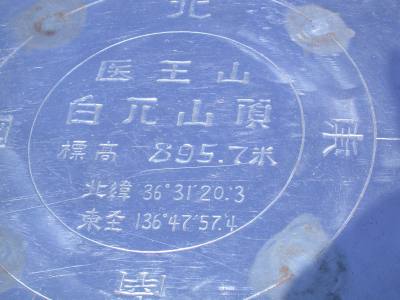 北
医王山
白兀山頂
標高 895.7米
北緯 36°31'20.'3
東圣 136°47'57.'4
東
西
南